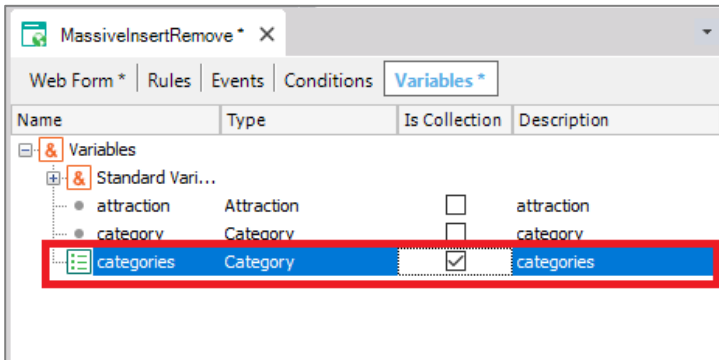 MassiveInsertRemove *
Web Form * Rules Events Conditions Variables *
Name Type Is Collection Description
Variables
Standard Vari...
attraction Attraction attraction
category Category category
categories Category categories